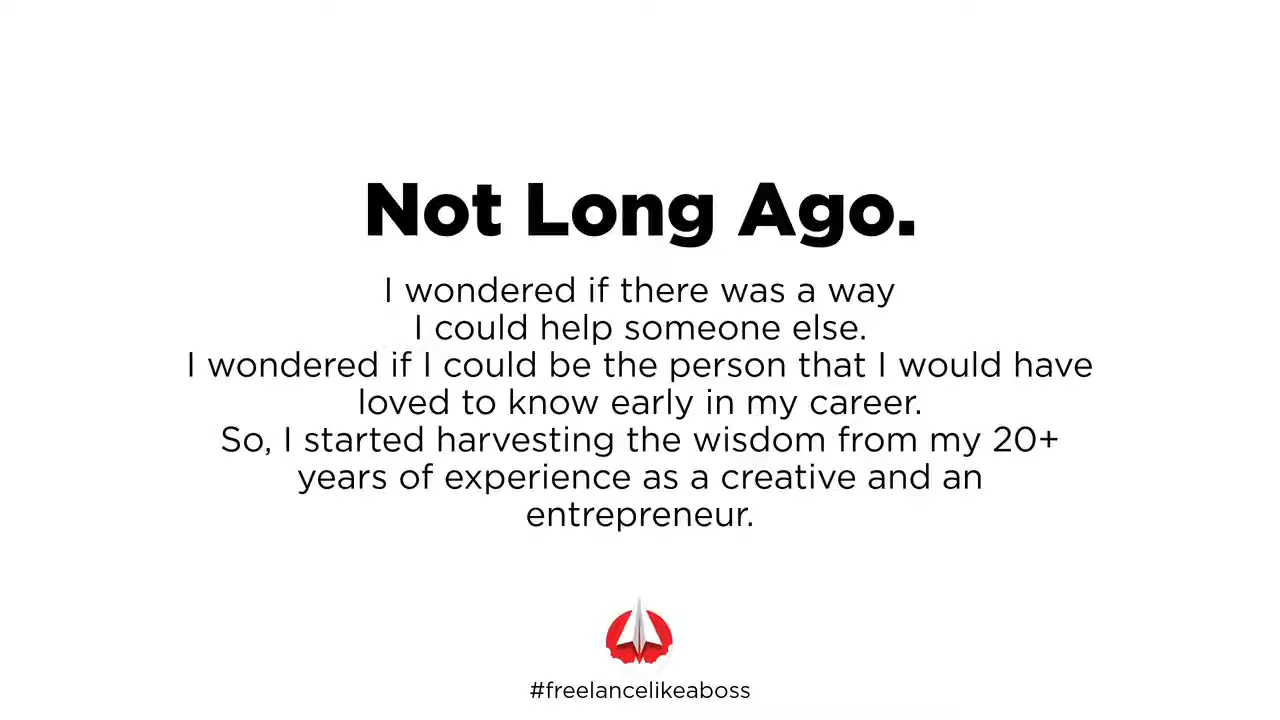 Not Long Ago.
I wondered if there was a way
I could help someone else.
I wondered if I could be the person that I would have
loved to know early in my career.
So, I started harvesting the wisdom from my 20+
years of experience as a creative and an
entrepreneur.
#freelancelikeaboss